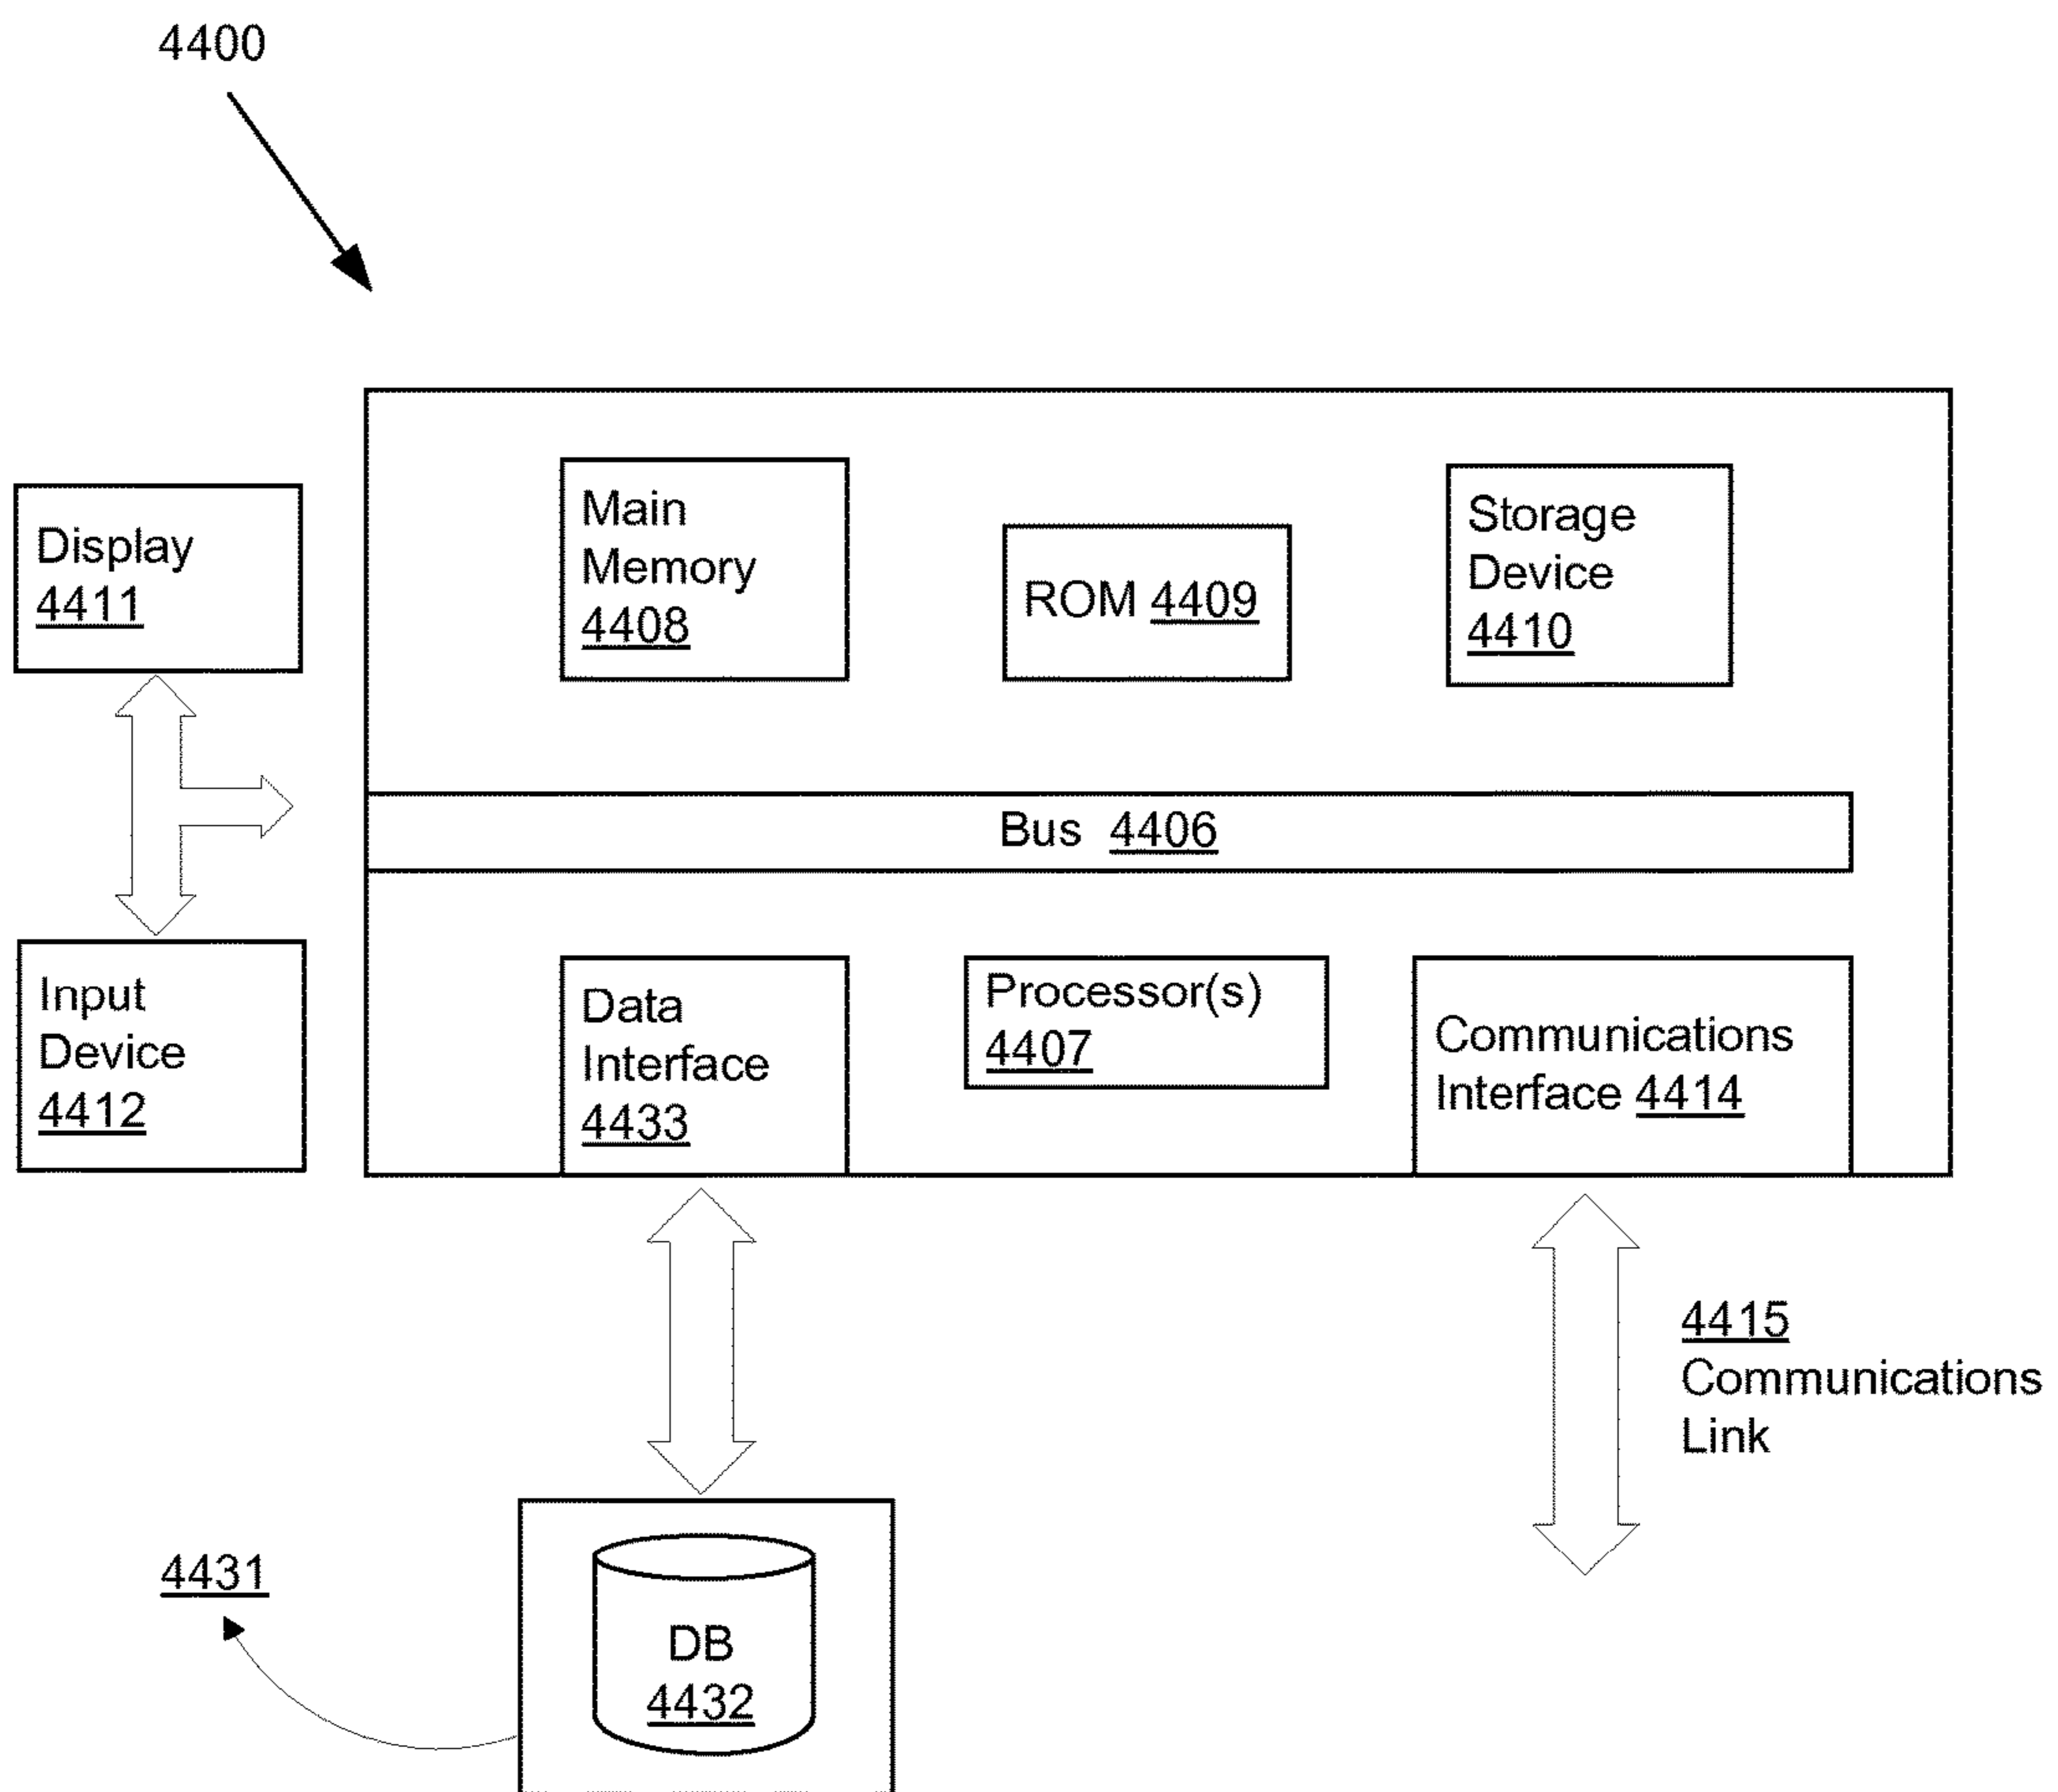 4400
Display
4411
Main
Memory
4408
ROM 4409
Storage
Device
4410
Bus 4406
Input
Device
4412
Data
Interface
4433
Processor(s)
4407
Communications
Interface 4414
4415
Communications
Link
4431
DB
4432